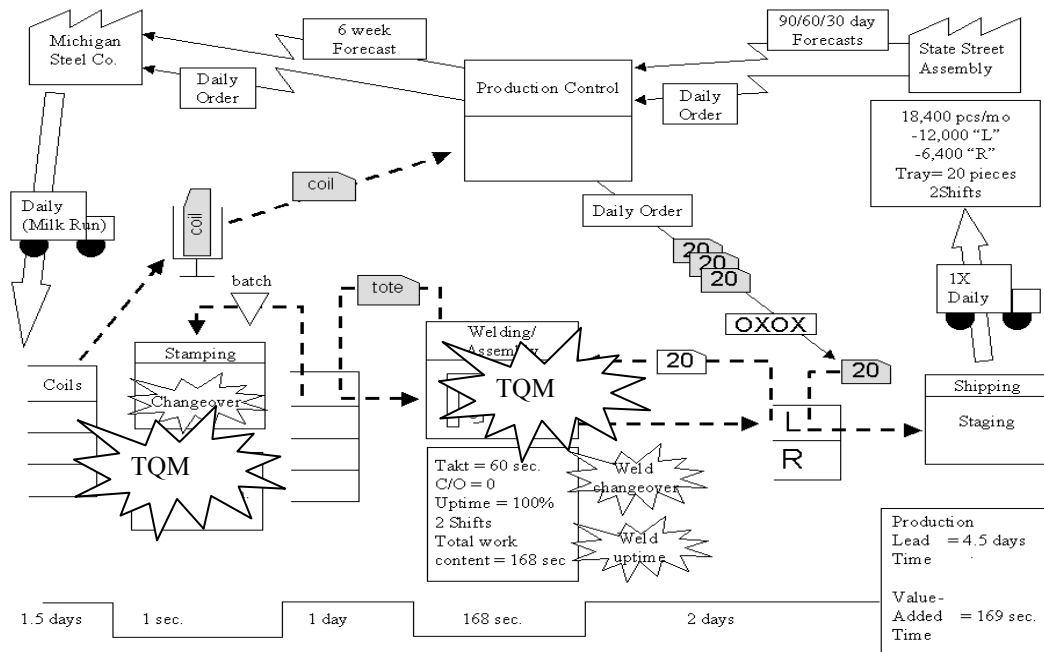 Michigan
Steel Co.
6 week
Forecast
Daily
Order
Production Control
90/60/30 day
Forecasts
Daily
Order
State Street
Assembly
18,400 pcs/mo
-12,000 "L"
-6,400 "R"
Tray= 20 pieces
2Shifts
Daily
(Milk Run)
coil
coil
Daily Order
20
20
20
OXOX
20
1X
Daily
batch
tote
Stamping
Changeover
TQM
Coils
Welding/
Assembly
TQM
20
L
R
Shipping
Staging
Takt = 60 sec.
C/O = 0
Uptime = 100%
2 Shifts
Total work
content = 168 sec
Weld
changeover
Weld
uptime
Production
Lead = 4.5 days
Time
Value-
Added = 169 sec.
Time
1.5 days
1 sec.
1 day
168 sec.
2 days